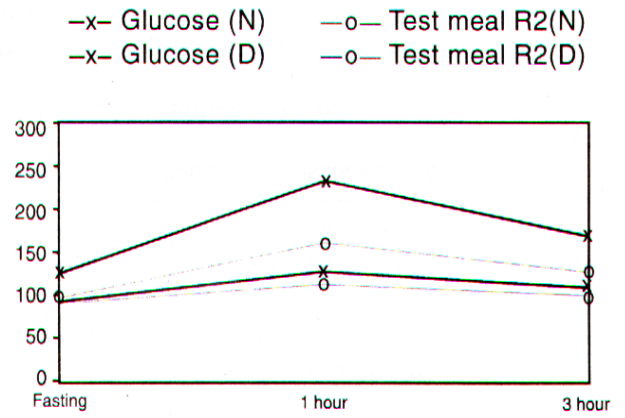 –x– Glucose (N) –o— Test meal R2(N)
–x– Glucose (D) –o— Test meal R2(D)
300
250
200
150
100
50
0
Fasting 1 hour 3 hour